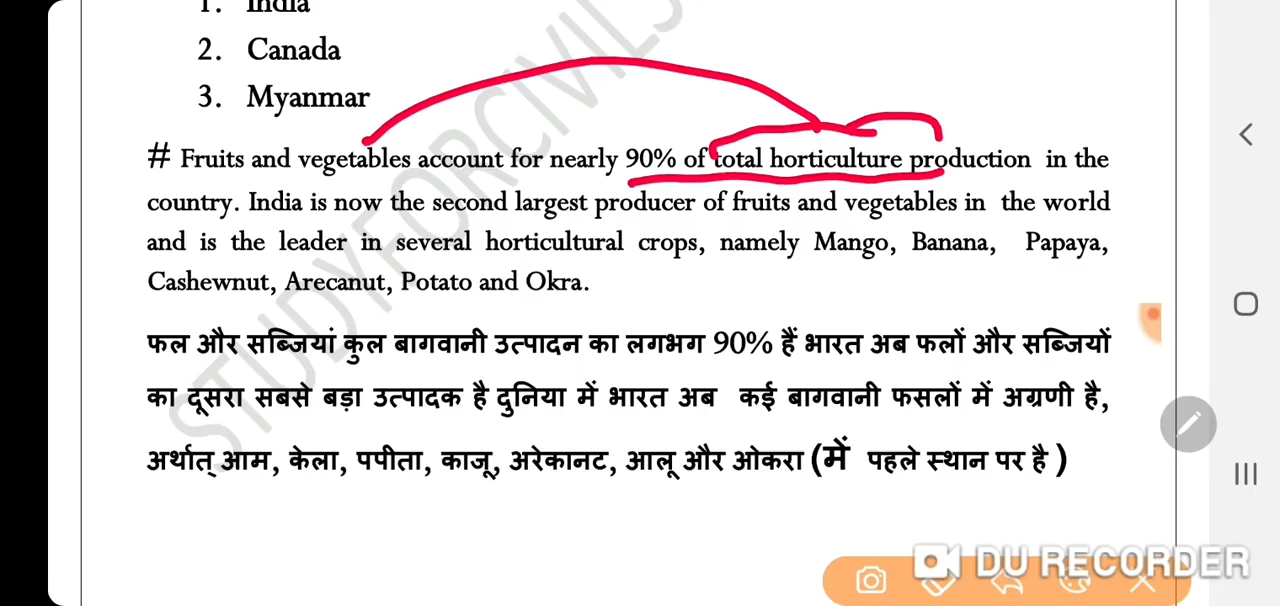 1. India
2. Canada
3. Myanmar
# Fruits and vegetables account for nearly 90% of total horticulture production in the
country. India is now the second largest producer of fruits and vegetables in the world
and is the leader in several horticultural crops, namely Mango, Banana, Papaya,
Cashewnut, Arecanut, Potato and Okra.
फल और सब्जियां कुल बागवानी उत्पादन का लगभग 90% हैं भारत अब फलों और सब्जियों
का दूसरा सबसे बड़ा उत्पादक है दुनिया में भारत अब कई बागवानी फसलों में अग्रणी है,
अर्थात् आम, केला, पपीता, काजू, अरेकानट, आलू और ओकरा (में पहले स्थान पर है )
STUDYFORCIVILS
DU RECORDER